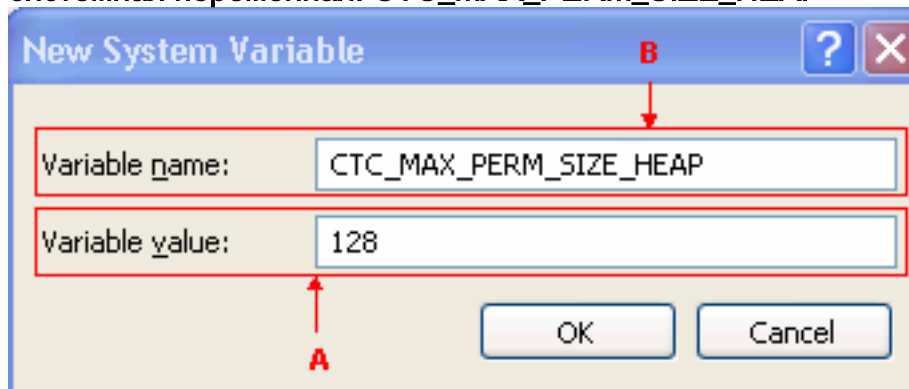 New System Variable
B
Variable name: CTC_MAX_PERM_SIZE_HEAP
Variable value: 128
A
OK Cancel